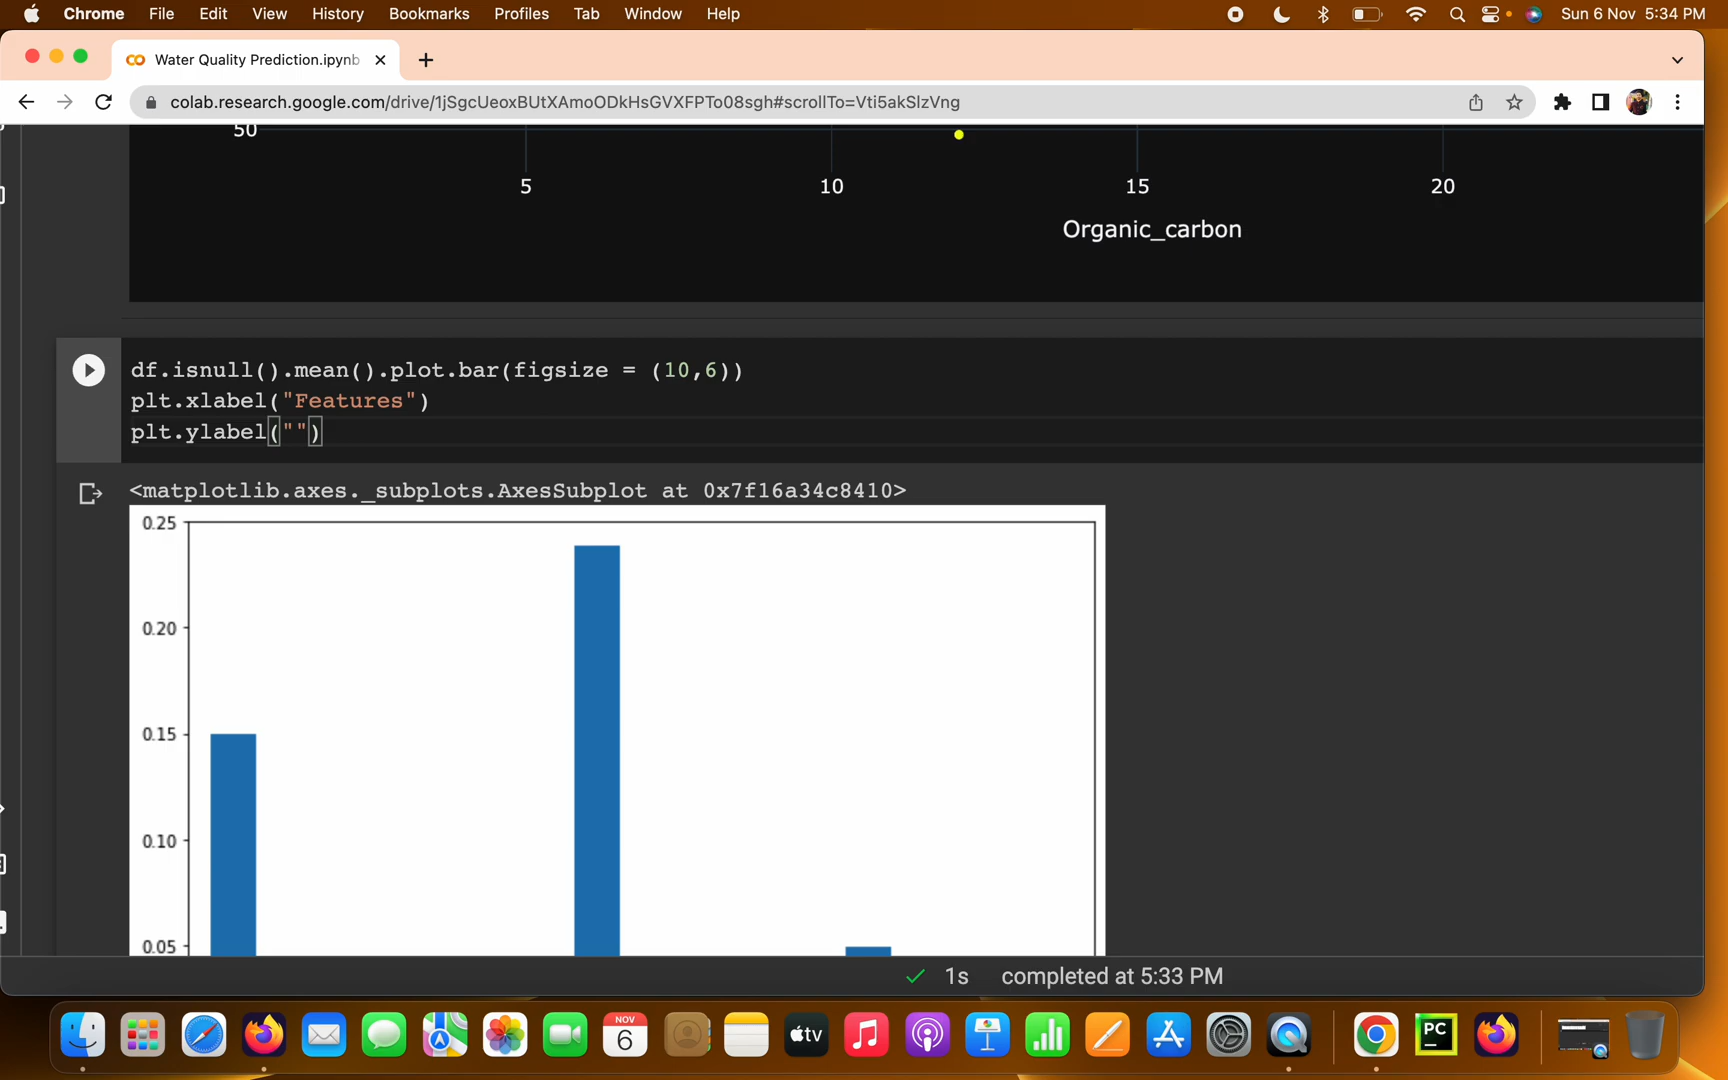 Chrome File Edit View History Bookmarks Profiles Tab Window Help Sun 6 Nov 5:34 PM
Water Quality Prediction.ipynb
colab.research.google.com/drive/1jSgcUeoxBUtXAmoODkHsGVXFPTo08sgh#scrollTo=Vti5akSlzVng
50
5 10 15 20
Organic_carbon
df.isnull().mean().plot.bar(figsize = (10,6))
plt.xlabel("Features")
plt.ylabel("")
<matplotlib.axes._subplots.AxesSubplot at 0x7f16a34c8410>
0.25
0.20
0.15
0.10
0.05
1s completed at 5:33 PM
NOV
6
tv
PC